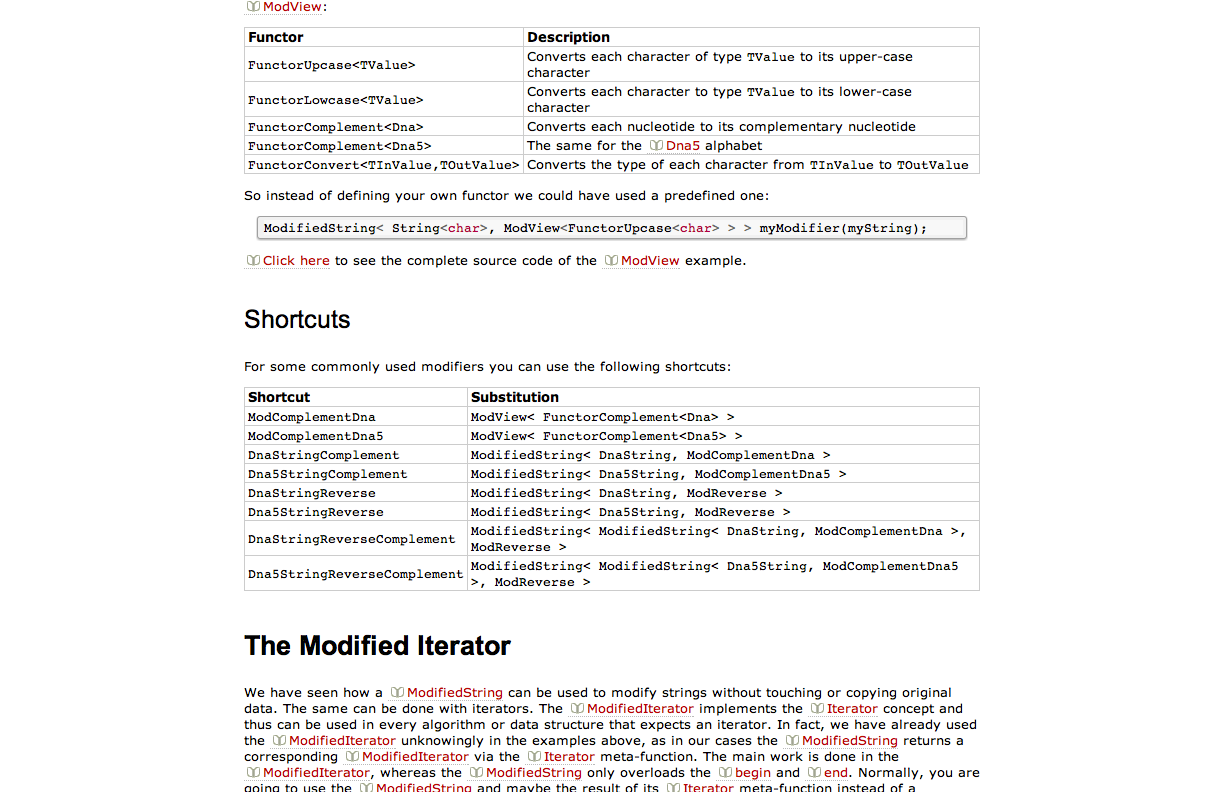 ModView:
Functor Description
FunctorUpcase<TValue> Converts each character of type TValue to its upper-case
character
FunctorLowcase<TValue> Converts each character to type TValue to its lower-case
character
FunctorComplement<Dna> Converts each nucleotide to its complementary nucleotide
FunctorComplement<Dna5> The same for the Dna5 alphabet
FunctorConvert<TInValue,TOutValue> Converts the type of each character from TInValue to TOutValue
So instead of defining your own functor we could have used a predefined one:
ModifiedString< String<char>, ModView<FunctorUpcase<char> > > myModifier(myString);
Click here to see the complete source code of the ModView example.
Shortcuts
For some commonly used modifiers you can use the following shortcuts:
Shortcut Substitution
ModComplementDna ModView< FunctorComplement<Dna> >
ModComplementDna5 ModView< FunctorComplement<Dna5> >
DnaStringComplement ModifiedString< DnaString, ModComplementDna >
Dna5StringComplement ModifiedString< Dna5String, ModComplementDna5 >
DnaStringReverse ModifiedString< DnaString, ModReverse >
Dna5StringReverse ModifiedString< Dna5String, ModReverse >
DnaStringReverseComplement ModifiedString< ModifiedString< DnaString, ModComplementDna >,
ModReverse >
Dna5StringReverseComplement ModifiedString< ModifiedString< Dna5String, ModComplementDna5
>, ModReverse >
The Modified Iterator
We have seen how a ModifiedString can be used to modify strings without touching or copying original
data. The same can be done with iterators. The ModifiedIterator implements the Iterator concept and
thus can be used in every algorithm or data structure that expects an iterator. In fact, we have already used
the ModifiedIterator unknowingly in the examples above, as in our cases the ModifiedString returns a
corresponding ModifiedIterator via the Iterator meta-function. The main work is done in the
ModifiedIterator, whereas the ModifiedString only overloads the begin and end. Normally, you are
going to use the ModifiedString and maybe the result of its Iterator meta-function instead of a